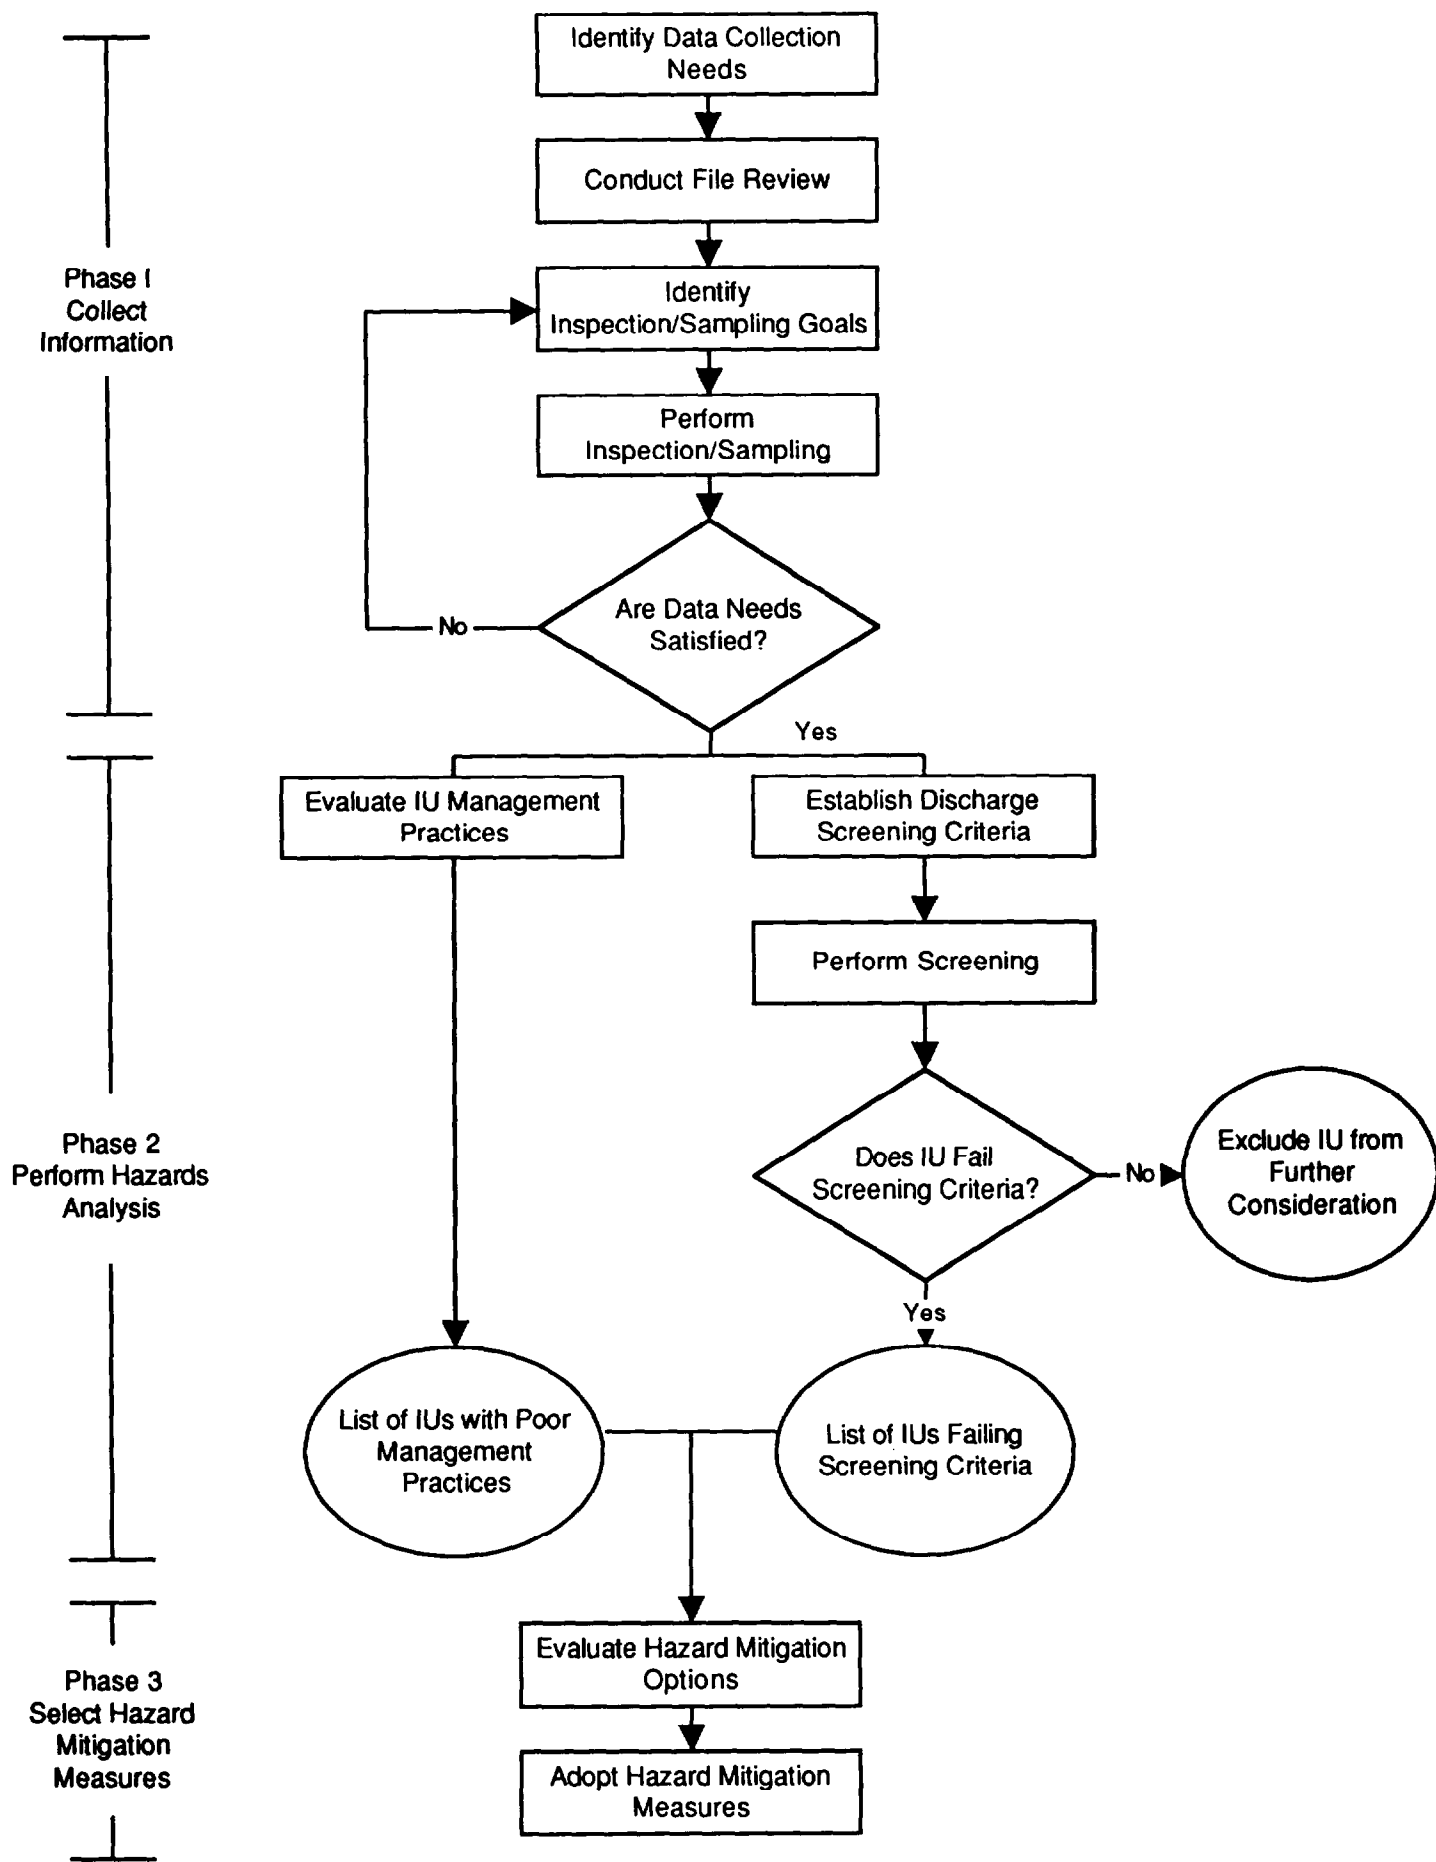 Identify Data Collection
Needs
Conduct File Review
Phase I
Collect
Information
Identify
Inspection/Sampling Goals
Perform
Inspection/Sampling
Are Data Needs
Satisfied?
No
Yes
Evaluate IU Management
Practices
Establish Discharge
Screening Criteria
Perform Screening
Phase 2
Perform Hazards
Analysis
Does IU Fail
Screening Criteria?
No
Exclude IU from
Further
Consideration
Yes
List of IUs with Poor
Management
Practices
List of IUs Failing
Screening Criteria
Phase 3
Select Hazard
Mitigation
Measures
Evaluate Hazard Mitigation
Options
Adopt Hazard Mitigation
Measures